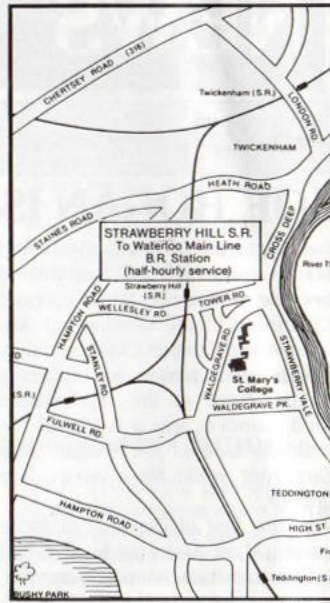 CHERTSEY ROAD (316)
Twickenham (S.R.)
LONDON RD.
TWICKENHAM
HEATH ROAD
STAINES ROAD
CROSS DEEP
STRAWBERRY HILL S.R.
To Waterloo Main Line
B.R. Station
(half-hourly service)
River T
Strawberry Hill
(S.R.)
TOWER RD.
HAMPTON ROAD
WELLESLEY RD.
STANLEY RD
WALDEGRAVE RD.
STRAWBERRY VALE
St. Mary's
College
S.R.)
WALDEGRAVE PK.
FULWELL RD
TEDDINGTON
HAMPTON ROAD
HIGH ST.
Teddington (S
BUSHY PARK